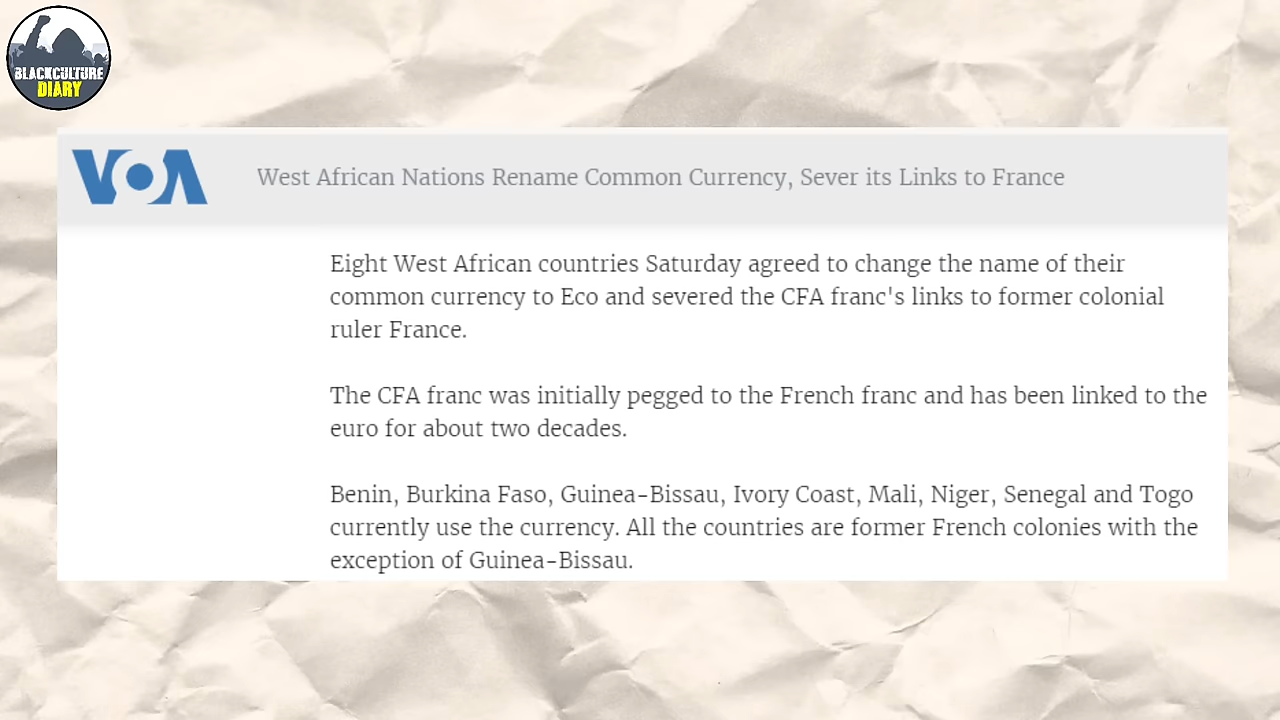 BLACKCULTURE
DIARY
VOA
West African Nations Rename Common Currency, Sever its Links to France
Eight West African countries Saturday agreed to change the name of their
common currency to Eco and severed the CFA franc's links to former colonial
ruler France.
The CFA franc was initially pegged to the French franc and has been linked to the
euro for about two decades.
Benin, Burkina Faso, Guinea-Bissau, Ivory Coast, Mali, Niger, Senegal and Togo
currently use the currency. All the countries are former French colonies with the
exception of Guinea-Bissau.